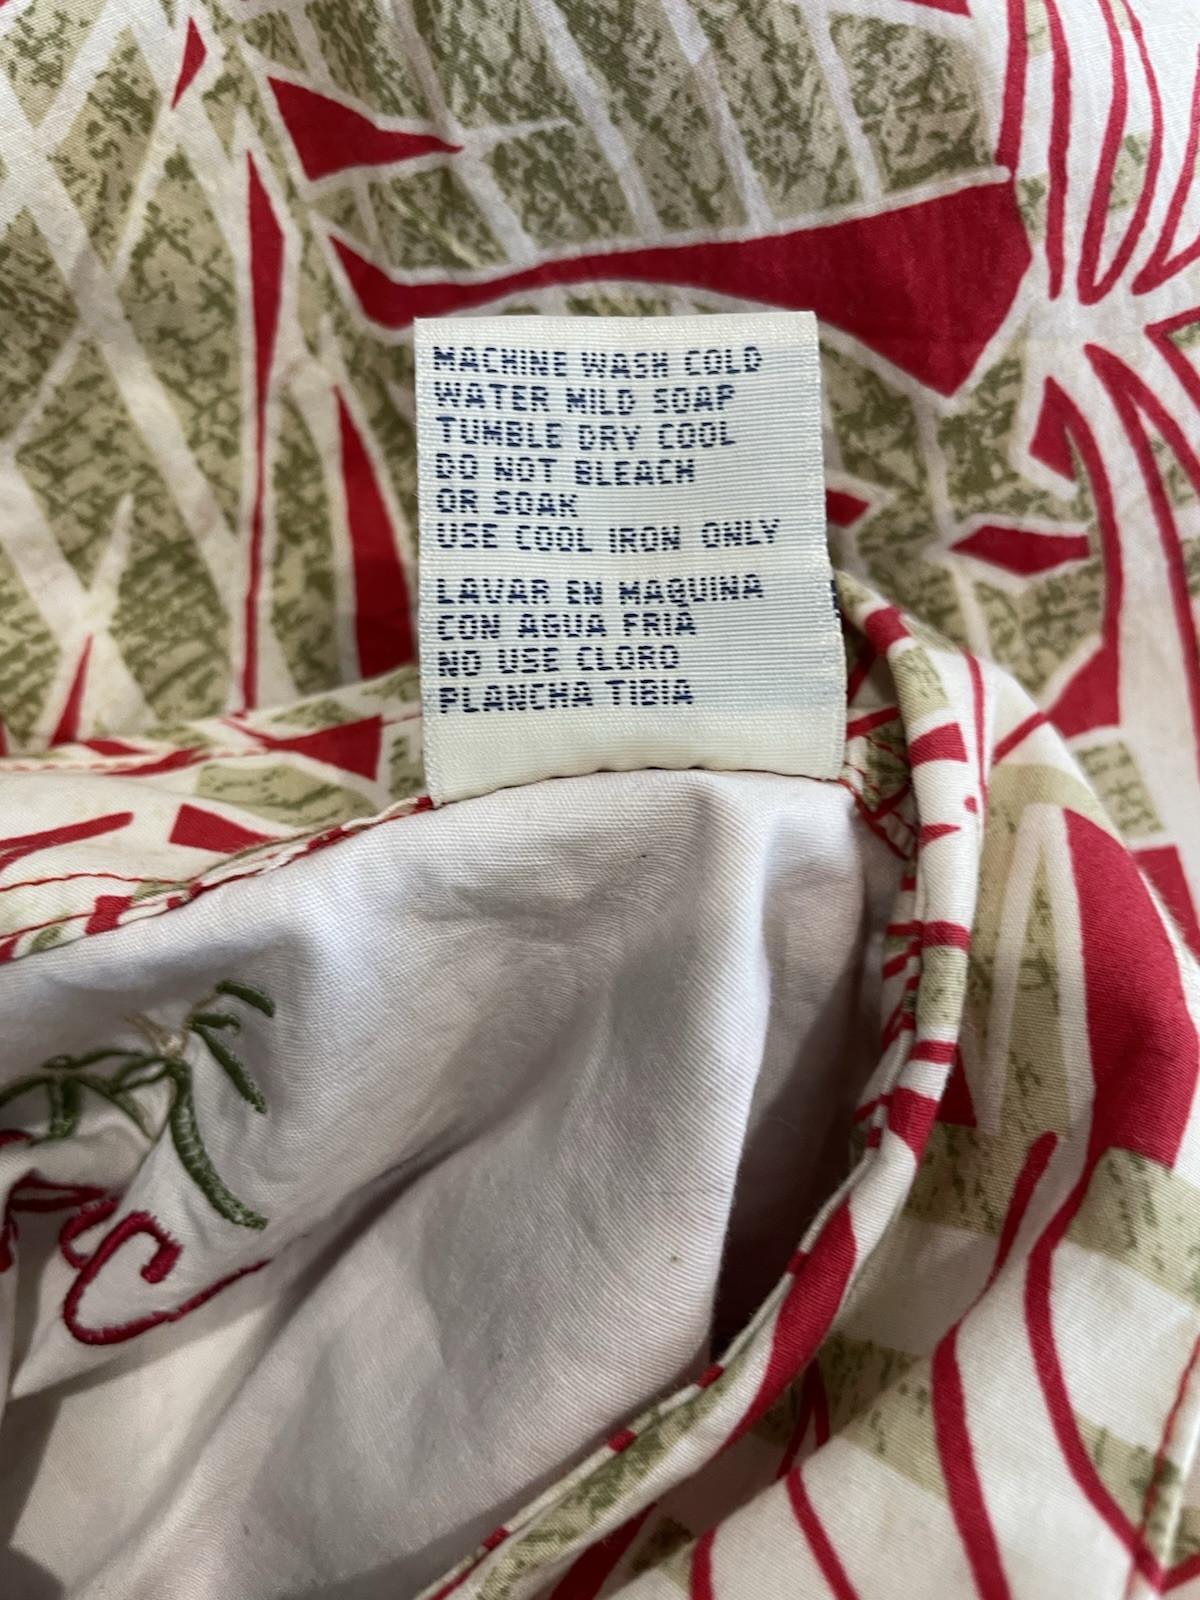 MACHINE WASH COLD
WATER MILD SOAP
TUMBLE DRY COOL
DO NOT BLEACH
OR SOAK
USE COOL IRON ONLY
LAVAR EN MAQUINA
CON AGUA FRIA
NO USE CLORO
PLANCHA TIBIA